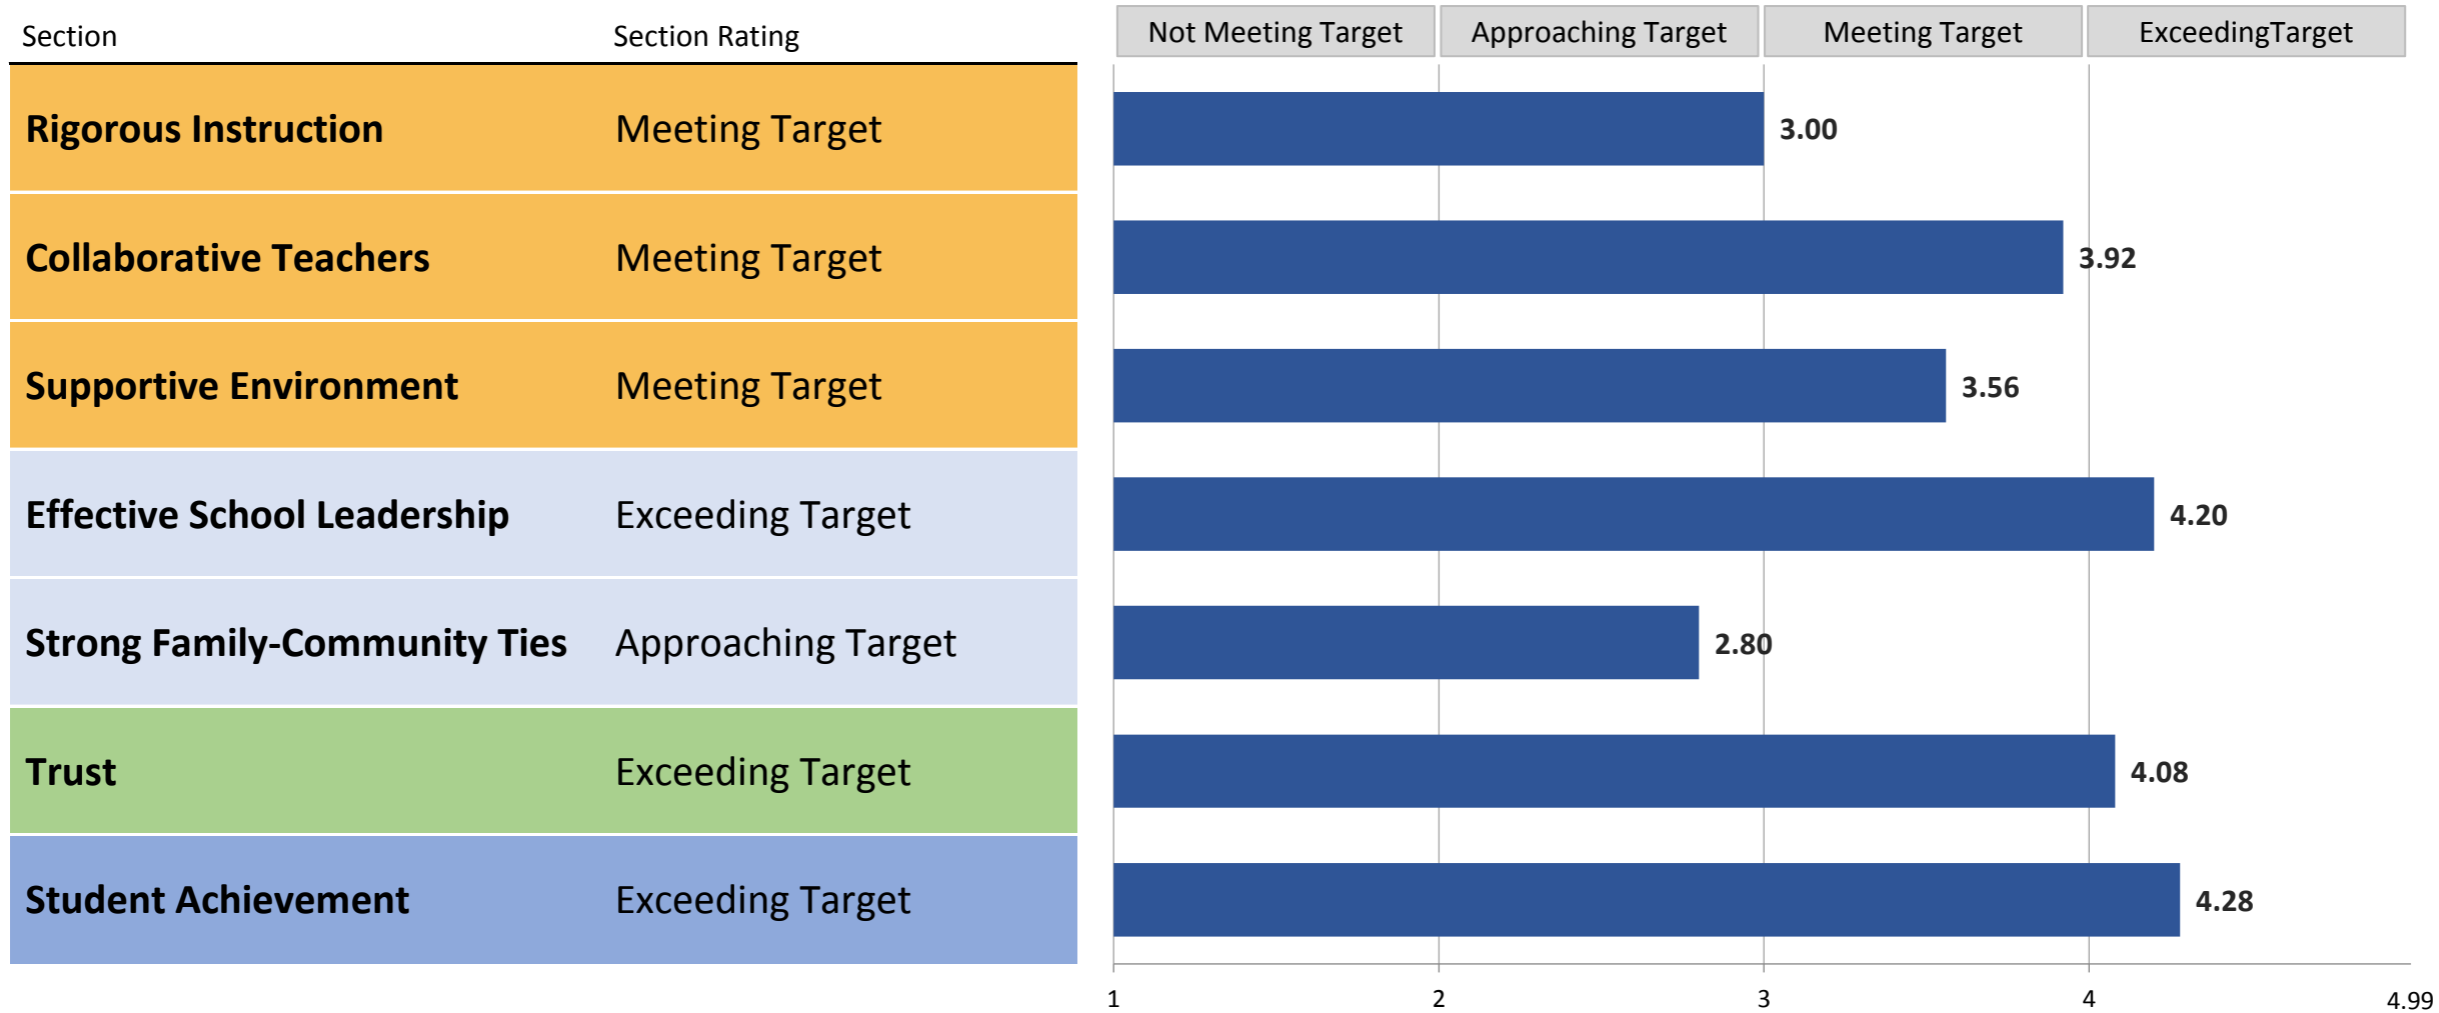 Section Section Rating Not Meeting Target Approaching Target Meeting Target ExceedingTarget
Rigorous Instruction Meeting Target 3.00
Collaborative Teachers Meeting Target 3.92
Supportive Environment Meeting Target 3.56
Effective School Leadership Exceeding Target 4.20
Strong Family-Community Ties Approaching Target 2.80
Trust Exceeding Target 4.08
Student Achievement Exceeding Target 4.28
1 2 3 4 4.99